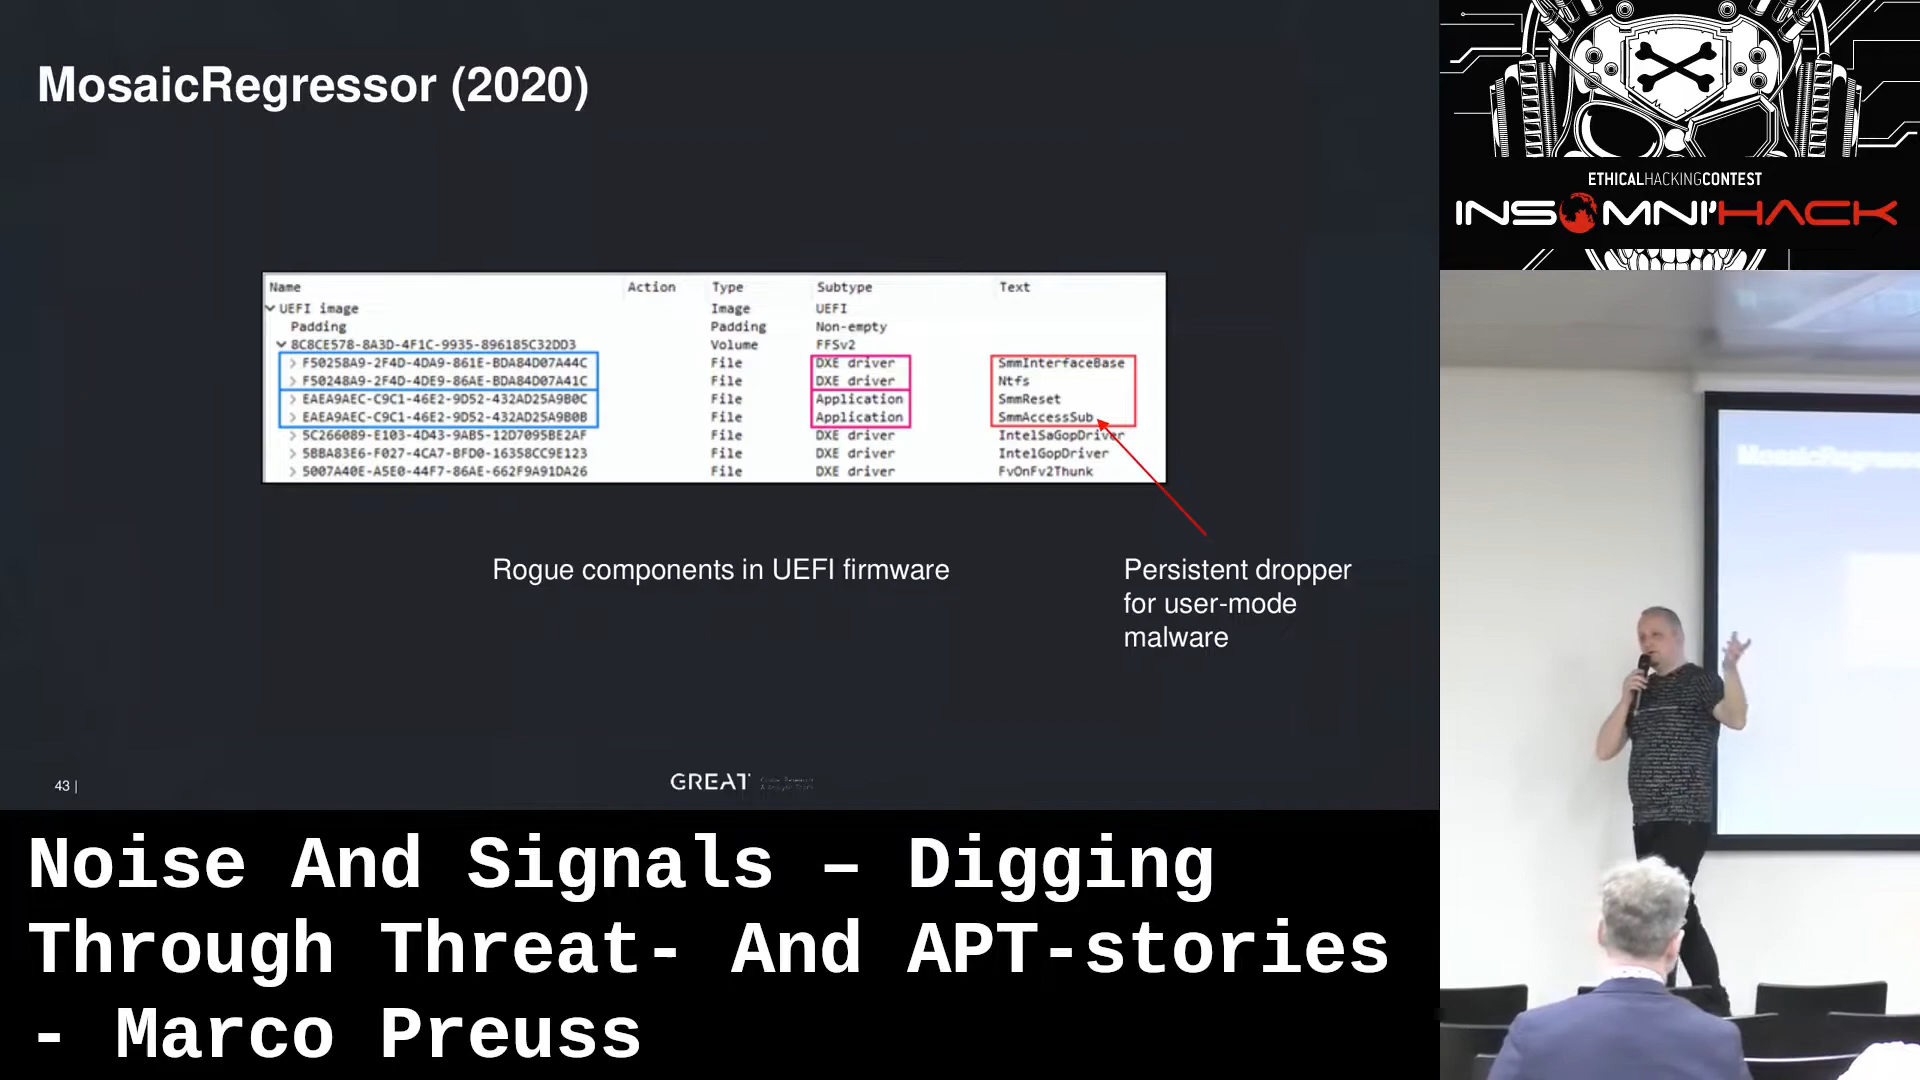 MosaicRegressor (2020)
Name Action Type Subtype Text
UEFI image Image UEFI
Padding Padding Non-empty
8C8CE578-8A3D-4F1C-9935-896185C32DD3 Volume FFSv2
F50258A9-2F4D-4DA9-861E-BDA84D07A44C File DXE driver SmmInterfaceBase
F50248A9-2F4D-4DE9-86AE-BDA84D07A41C File DXE driver Ntfs
EAEA9AEC-C9C1-46E2-9D52-432AD25A9B0C File Application SmmReset
EAEA9AEC-C9C1-46E2-9D52-432AD25A9B0B File Application SmmAccessSub
5C266089-E103-4D43-9AB5-12D7095BE2AF File DXE driver IntelSaGopDriver
5BBA83E6-F027-4CA7-BFD0-16358CC9E123 File DXE driver IntelGopDriver
5007A40E-A5E0-44F7-86AE-662F9A91DA26 File DXE driver FvOnFv2Thunk
Rogue components in UEFI firmware
Persistent dropper
for user-mode
malware
43 |
GREAT
ETHICALHACKINGCONTEST
INSOMNI'HACK
Noise And Signals – Digging
Through Threat- And APT-stories
- Marco Preuss